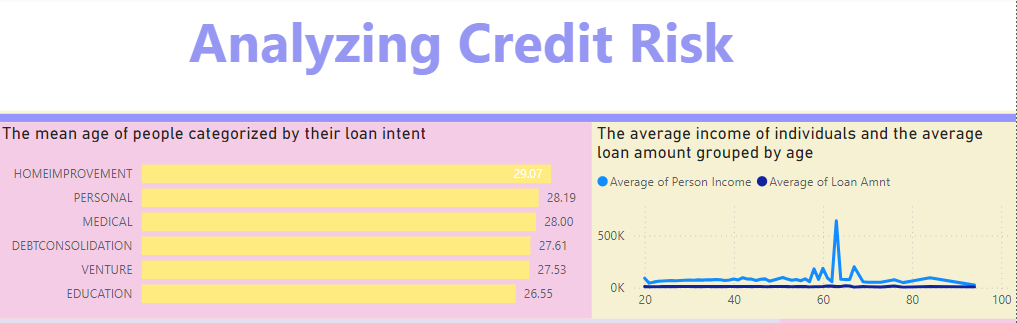 Analyzing Credit Risk
The mean age of people categorized by their loan intent
HOMEIMPROVEMENT 29.07
PERSONAL 28.19
MEDICAL 28.00
DEBTCONSOLIDATION 27.61
VENTURE 27.53
EDUCATION 26.55
The average income of individuals and the average
loan amount grouped by age
Average of Person Income Average of Loan Amnt
500K
0K
20 40 60 80 100